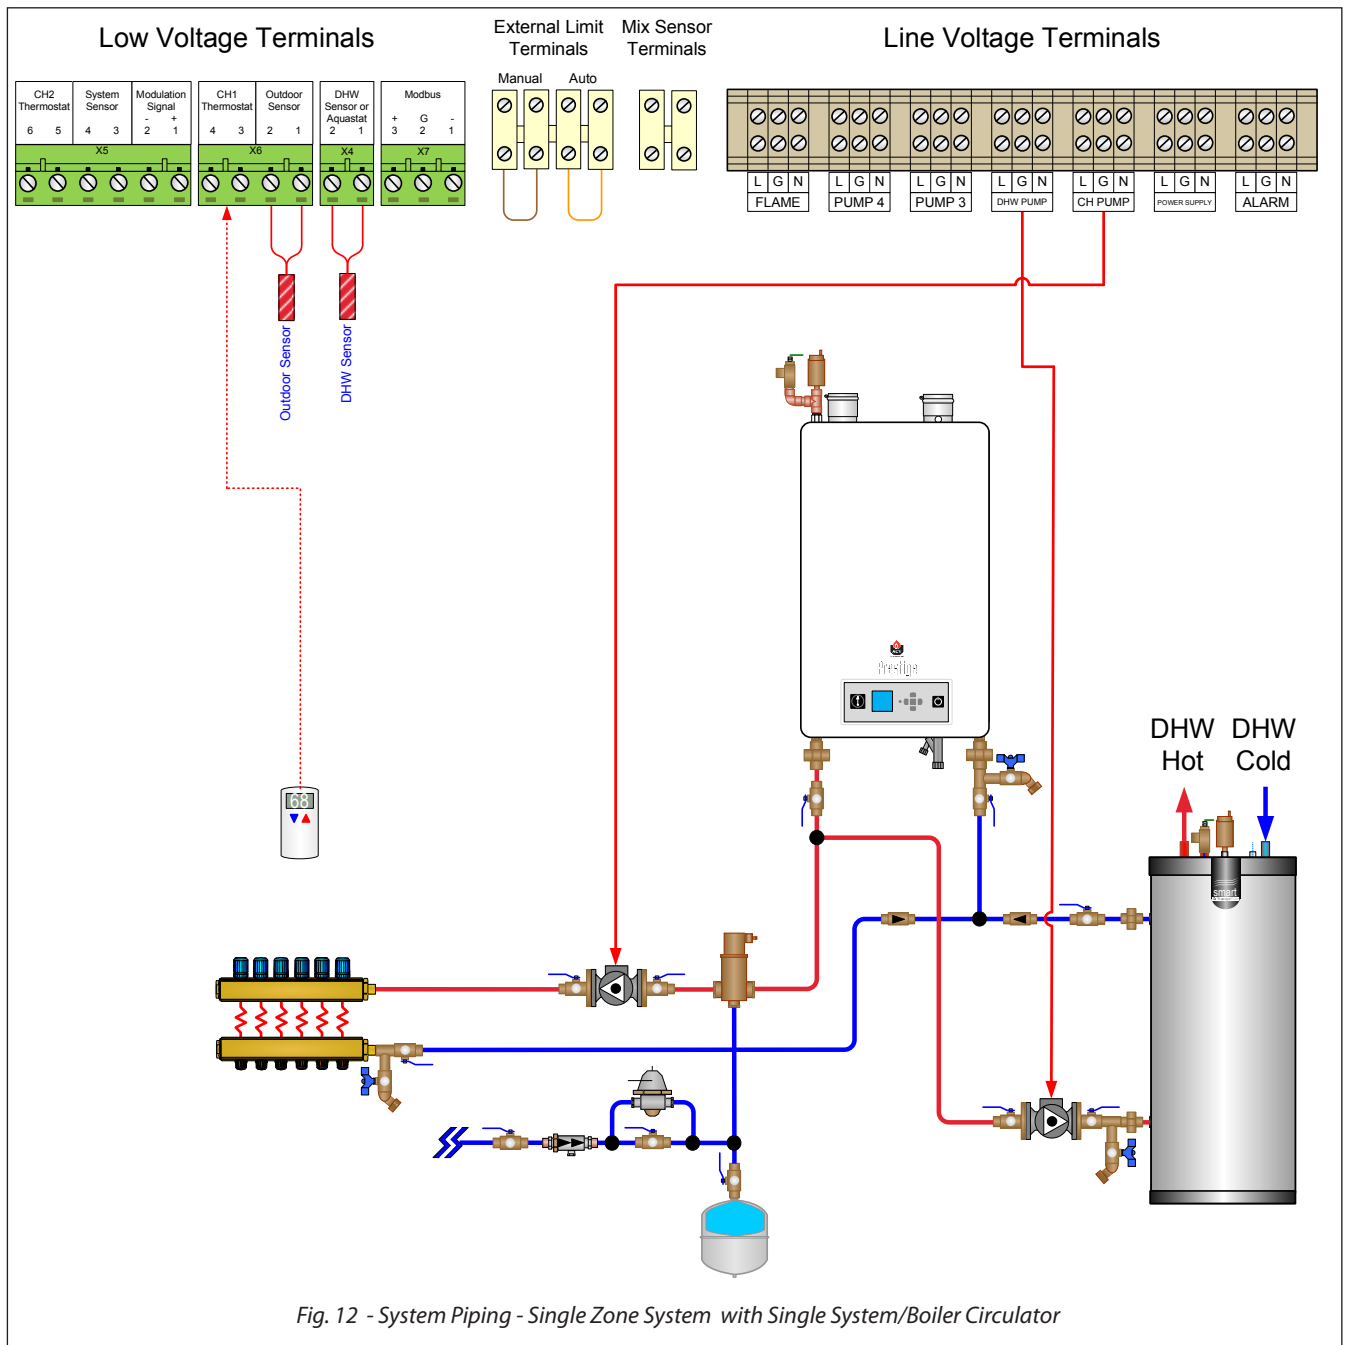 Low Voltage Terminals
External Limit
Terminals
Mix Sensor
Terminals
Line Voltage Terminals
Manual
Auto
CH2
Thermostat
6 5
System
Sensor
4 3
Modulation
Signal
- +
2 1
CH1
Thermostat
4 3
Outdoor
Sensor
2 1
DHW
Sensor or
Aquastat
2 1
Modbus
+ G -
3 2 1
X5
X6
X4
X7
L G N
FLAME
L G N
PUMP 4
L G N
PUMP 3
L G N
DHW PUMP
L G N
CH PUMP
L G N
POWER SUPPLY
L G N
ALARM
Outdoor Sensor
DHW Sensor
Prestige
DHW
Hot
DHW
Cold
68
smart
Fig. 12 - System Piping - Single Zone System with Single System/Boiler Circulator